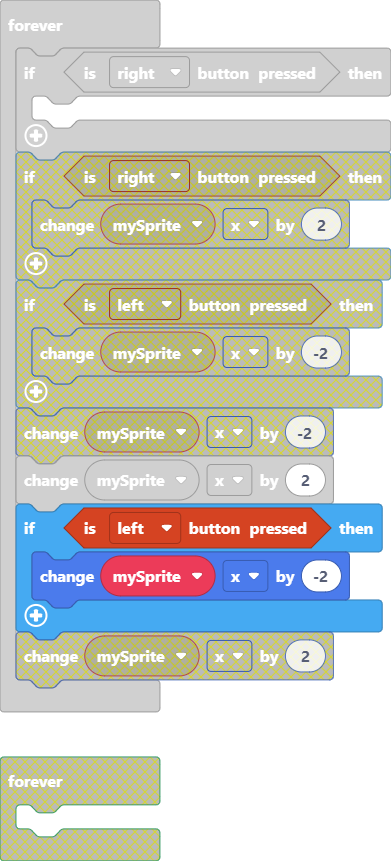 forever
if is right button pressed then
if is right button pressed then
change mySprite x by 2
if is left button pressed then
change mySprite x by -2
change mySprite x by -2
change mySprite x by 2
if is left button pressed then
change mySprite x by -2
change mySprite x by 2
forever